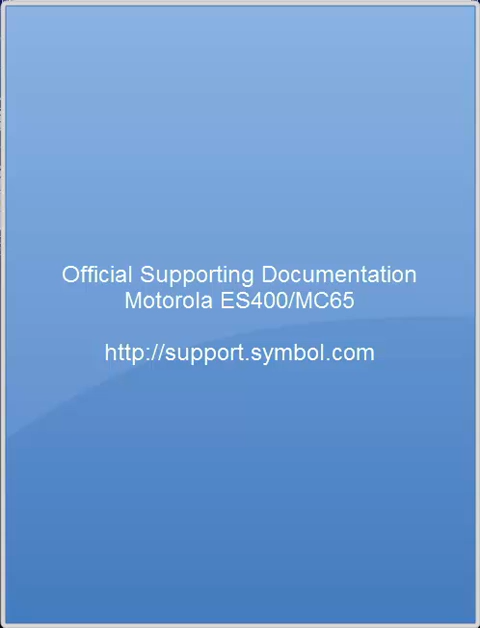 Official Supporting Documentation
Motorola ES400/MC65
http://support.symbol.com